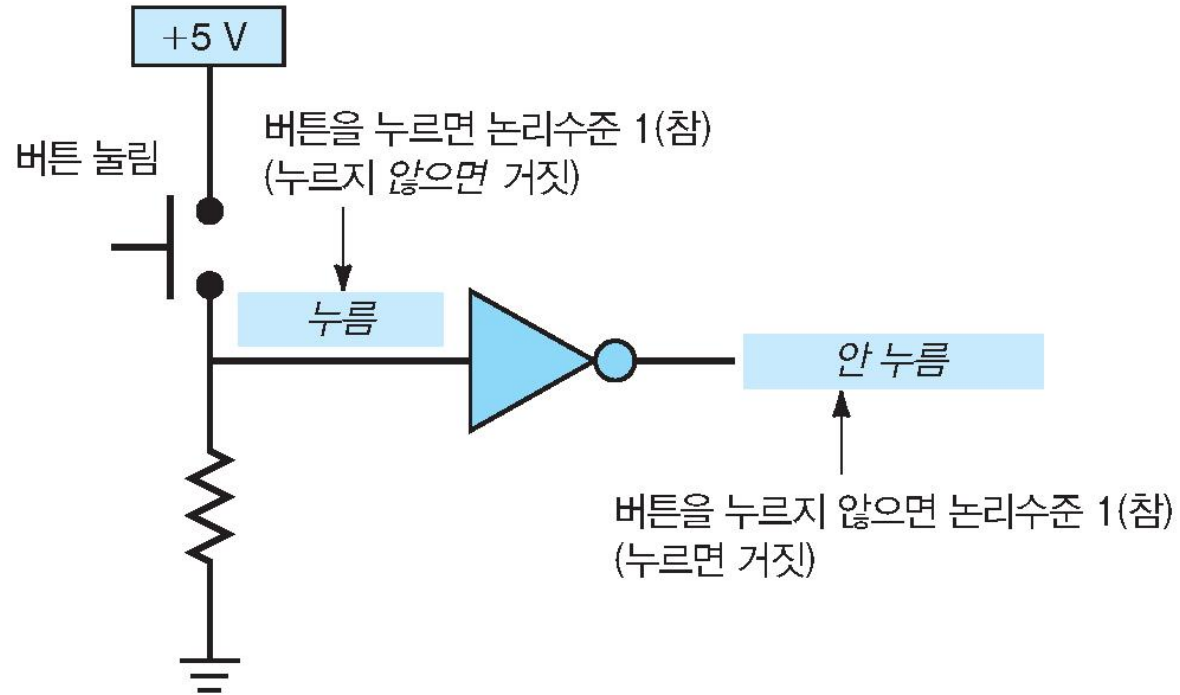 +5 V
버튼을 누르면 논리수준 1(참)
(누르지 않으면 거짓)
버튼 눌림
누름
안 누름
버튼을 누르지 않으면 논리수준 1(참)
(누르면 거짓)